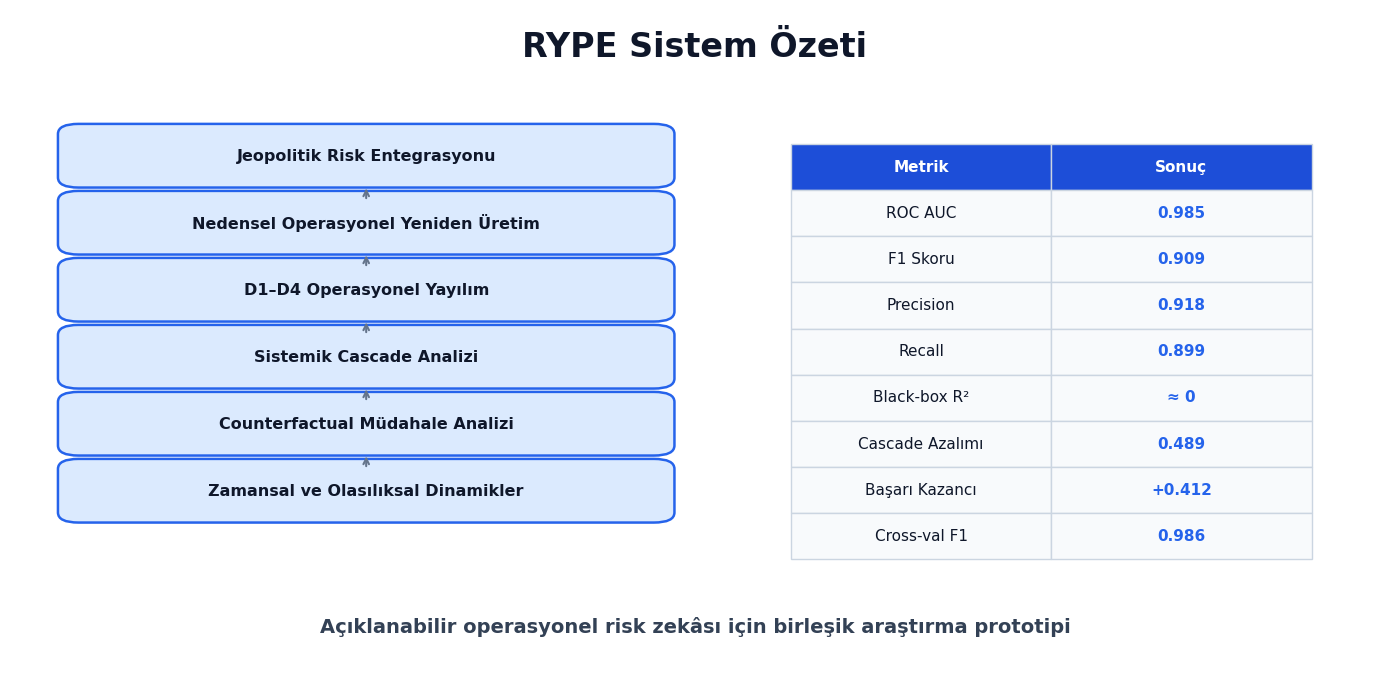 RYPE Sistem Özeti
Jeopolitik Risk Entegrasyonu
Nedensel Operasyonel Yeniden Üretim
D1–D4 Operasyonel Yayılım
Sistemik Cascade Analizi
Counterfactual Müdahale Analizi
Zamansal ve Olasılıksal Dinamikler
Metrik Sonuç
ROC AUC 0.985
F1 Skoru 0.909
Precision 0.918
Recall 0.899
Black-box R² ≈ 0
Cascade Azalımı 0.489
Başarı Kazancı +0.412
Cross-val F1 0.986
Açıklanabilir operasyonel risk zekâsı için birleşik araştırma prototipi